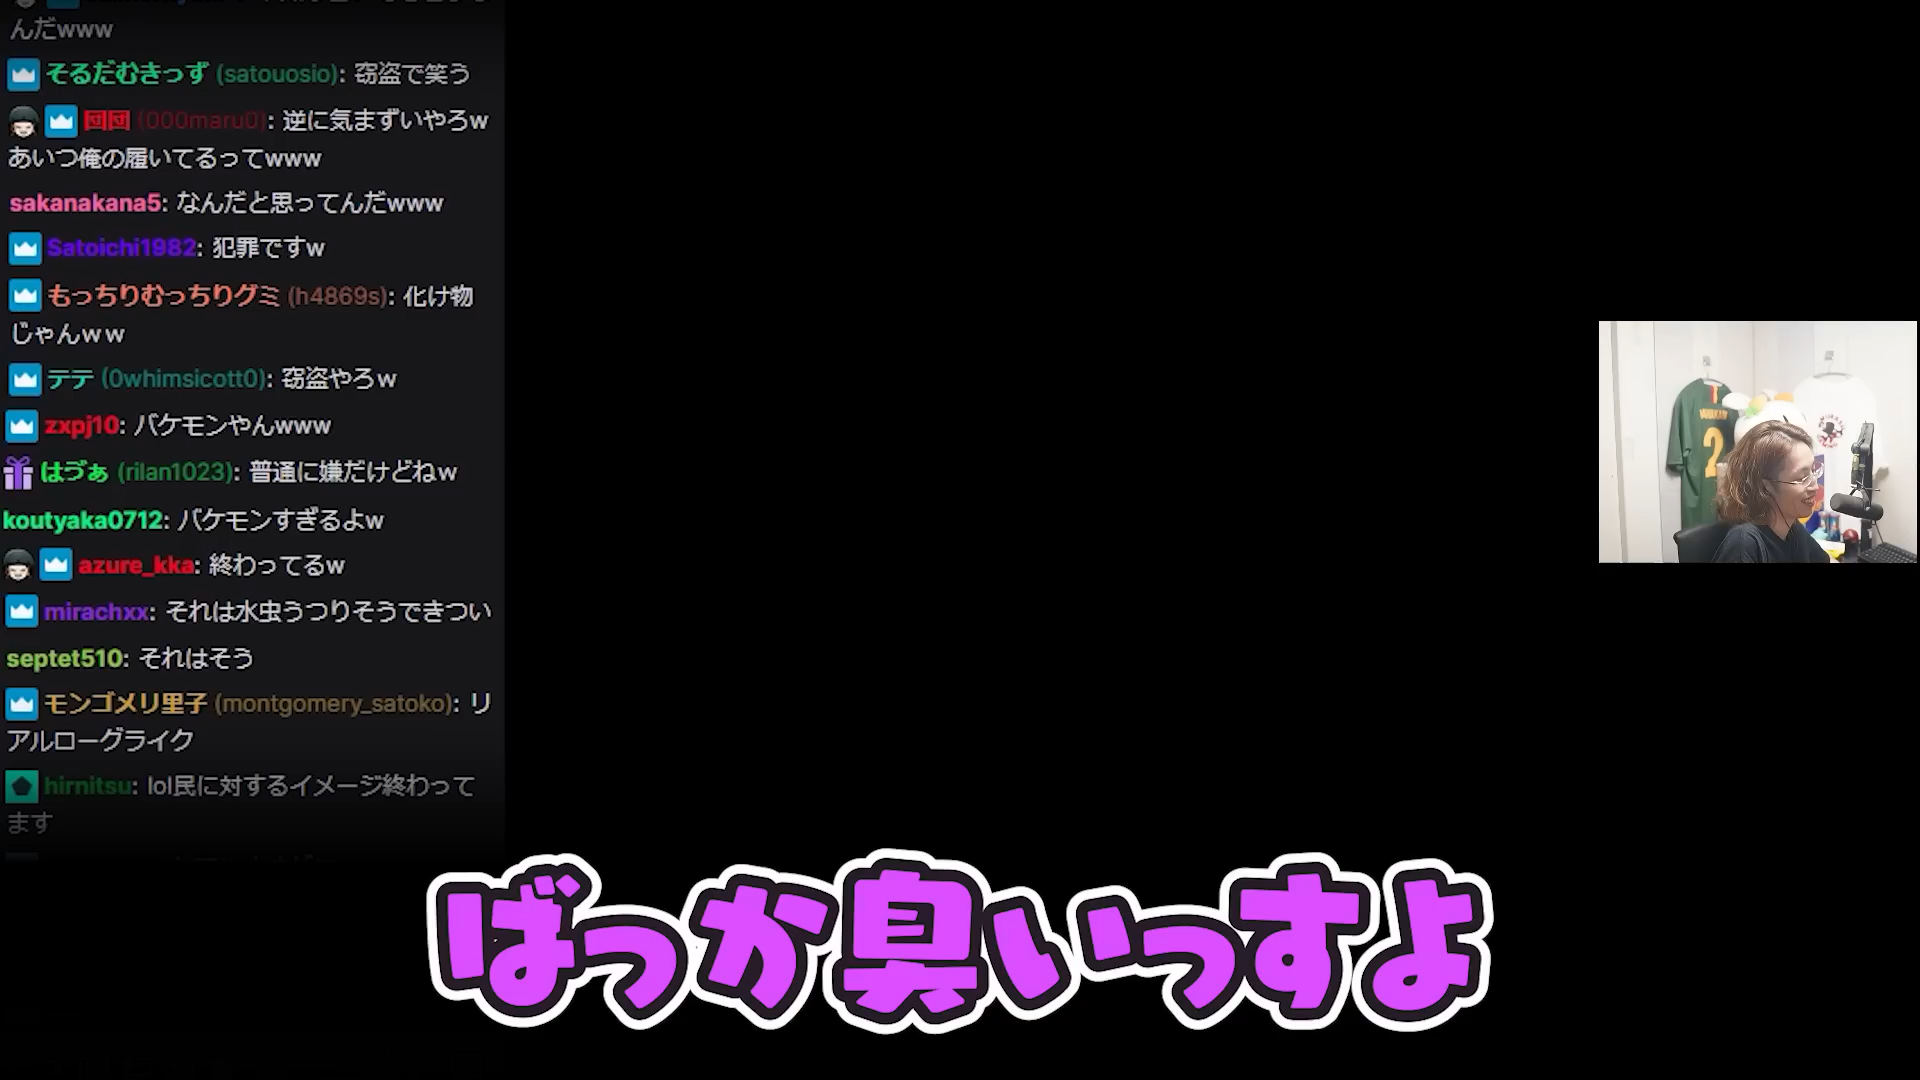 んだwww
そるだむきっず (satouosio): 窃盗で笑う
団団 (000maru0): 逆に気まずいやろw
あいつ俺の履いてるってwww
sakanakana5: なんだと思ってんだwww
Satoichi1982: 犯罪ですw
もっちりむっちりグミ (h4869s): 化け物
じゃんｗｗ
テテ (0whimsicott0): 窃盗やろｗ
zxpj10: バケモンやんwww
はづぁ (rilan1023): 普通に嫌だけどねw
koutyaka0712: バケモンすぎるよw
azure_kka: 終わってるw
mirachxx: それは水虫うつりそうできつい
septet510: それはそう
モンゴメリ里子 (montgomery_satoko): リ
アルローグライク
hirnitsu: lol民に対するイメージ終わって
ます
2
ばっか臭いっすよ